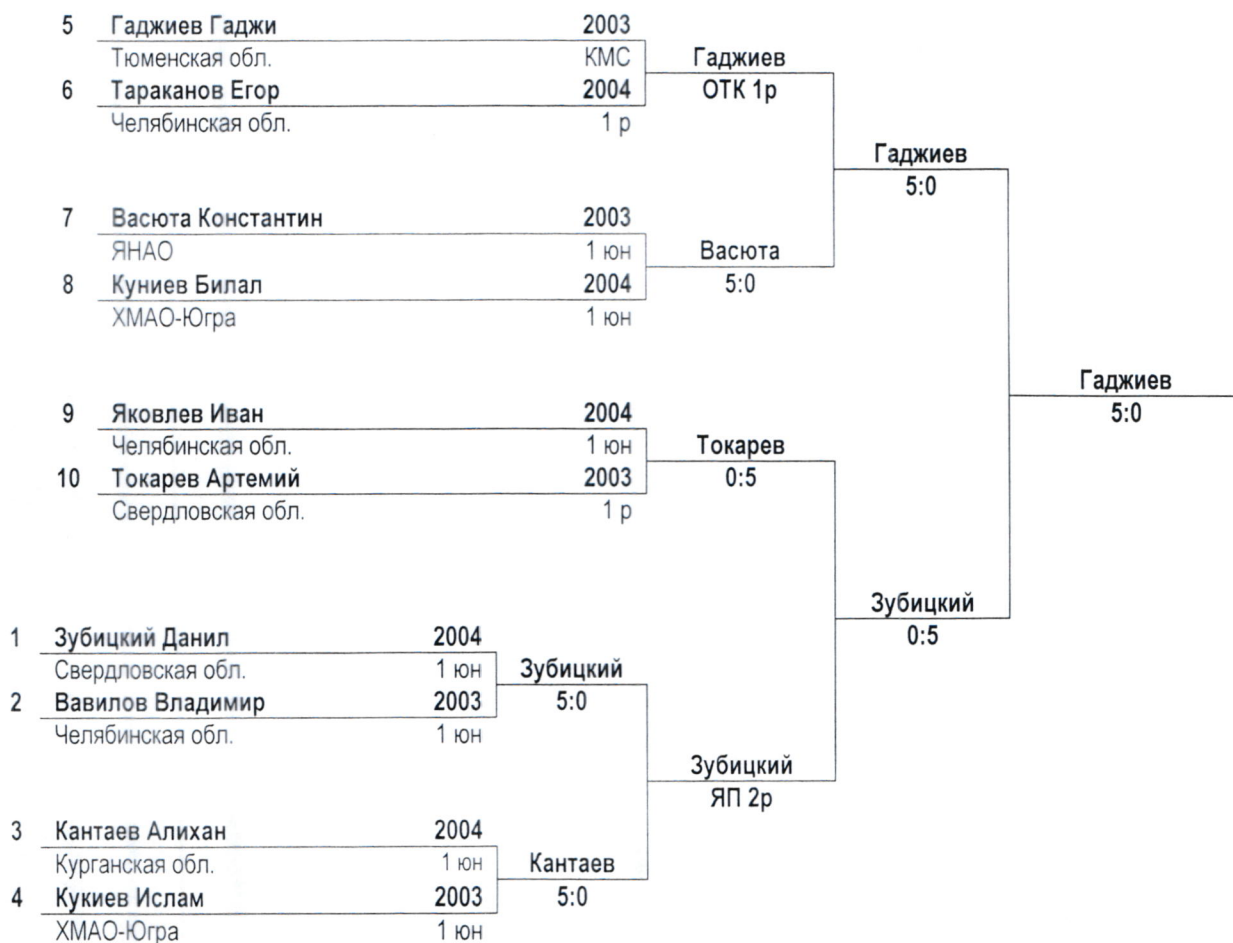 5 Гаджиев Гаджи 2003
Тюменская обл. КМС
Гаджиев
6 Тараканов Егор 2004
ОТК 1р
Челябинская обл. 1 р
Гаджиев
5:0
7 Васюта Константин 2003
ЯНАО 1 юн
Васюта
8 Куниев Билал 2004
5:0
ХМАО-Югра 1 юн
Гаджиев
5:0
9 Яковлев Иван 2004
Челябинская обл. 1 юн
Токарев
10 Токарев Артемий 2003
0:5
Свердловская обл. 1 р
Зубицкий
0:5
1 Зубицкий Данил 2004
Свердловская обл. 1 юн
Зубицкий
2 Вавилов Владимир 2003
5:0
Челябинская обл. 1 юн
Зубицкий
ЯП 2р
3 Кантаев Алихан 2004
Курганская обл. 1 юн
Кантаев
4 Кукиев Ислам 2003
5:0
ХМАО-Югра 1 юн